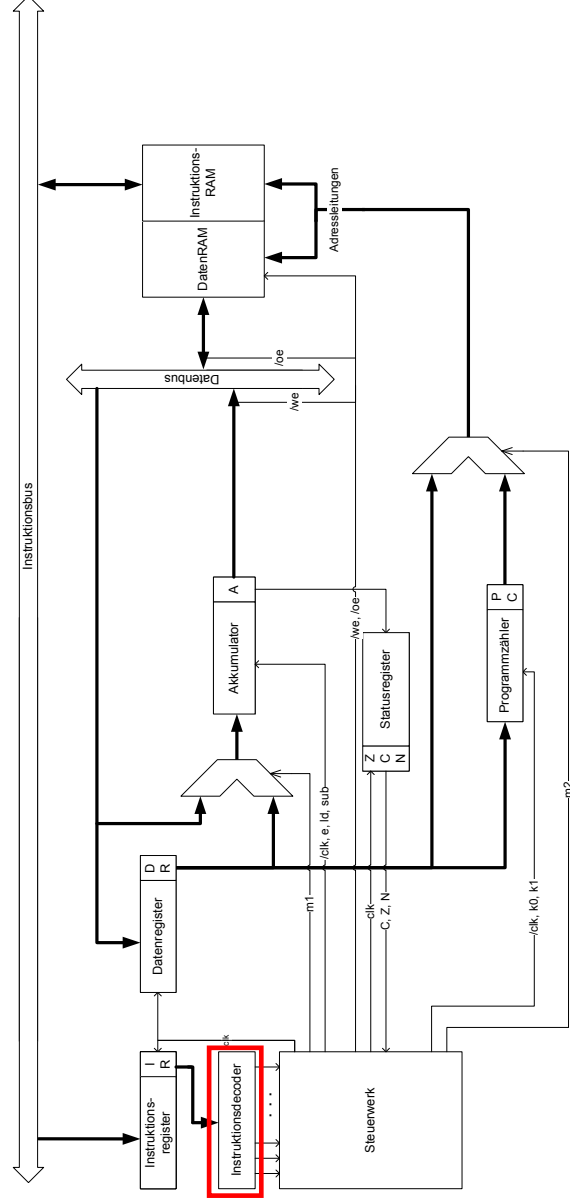 Instruktionsbus
Instruktions-
RAM
DatenRAM
Adressleitungen
Datenbus
/oe
/we
Akkumulator
A
/we, /oe
Statusregister
Z
C
N
Programmzähler
P
C
Datenregister
D
R
m1
/clk, e, ld, sub
clk
C, Z, N
/clk, k0, k1
m2
Instruktions-
register
I
R
clk
Instruktionsdecoder
. . .
Steuerwerk